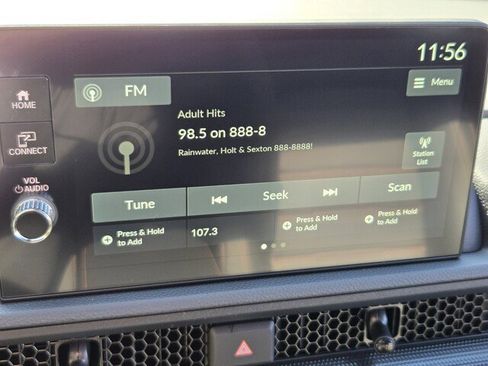 11:56
FM
Menu
HOME
Adult Hits
98.5 on 888-8
Rainwater, Holt & Sexton 888-8888!
CONNECT
Station
List
VOL
AUDIO
Tune
Seek
Scan
Press & Hold
to Add
107.3
Press & Hold
to Add
Press & Hold
to Add